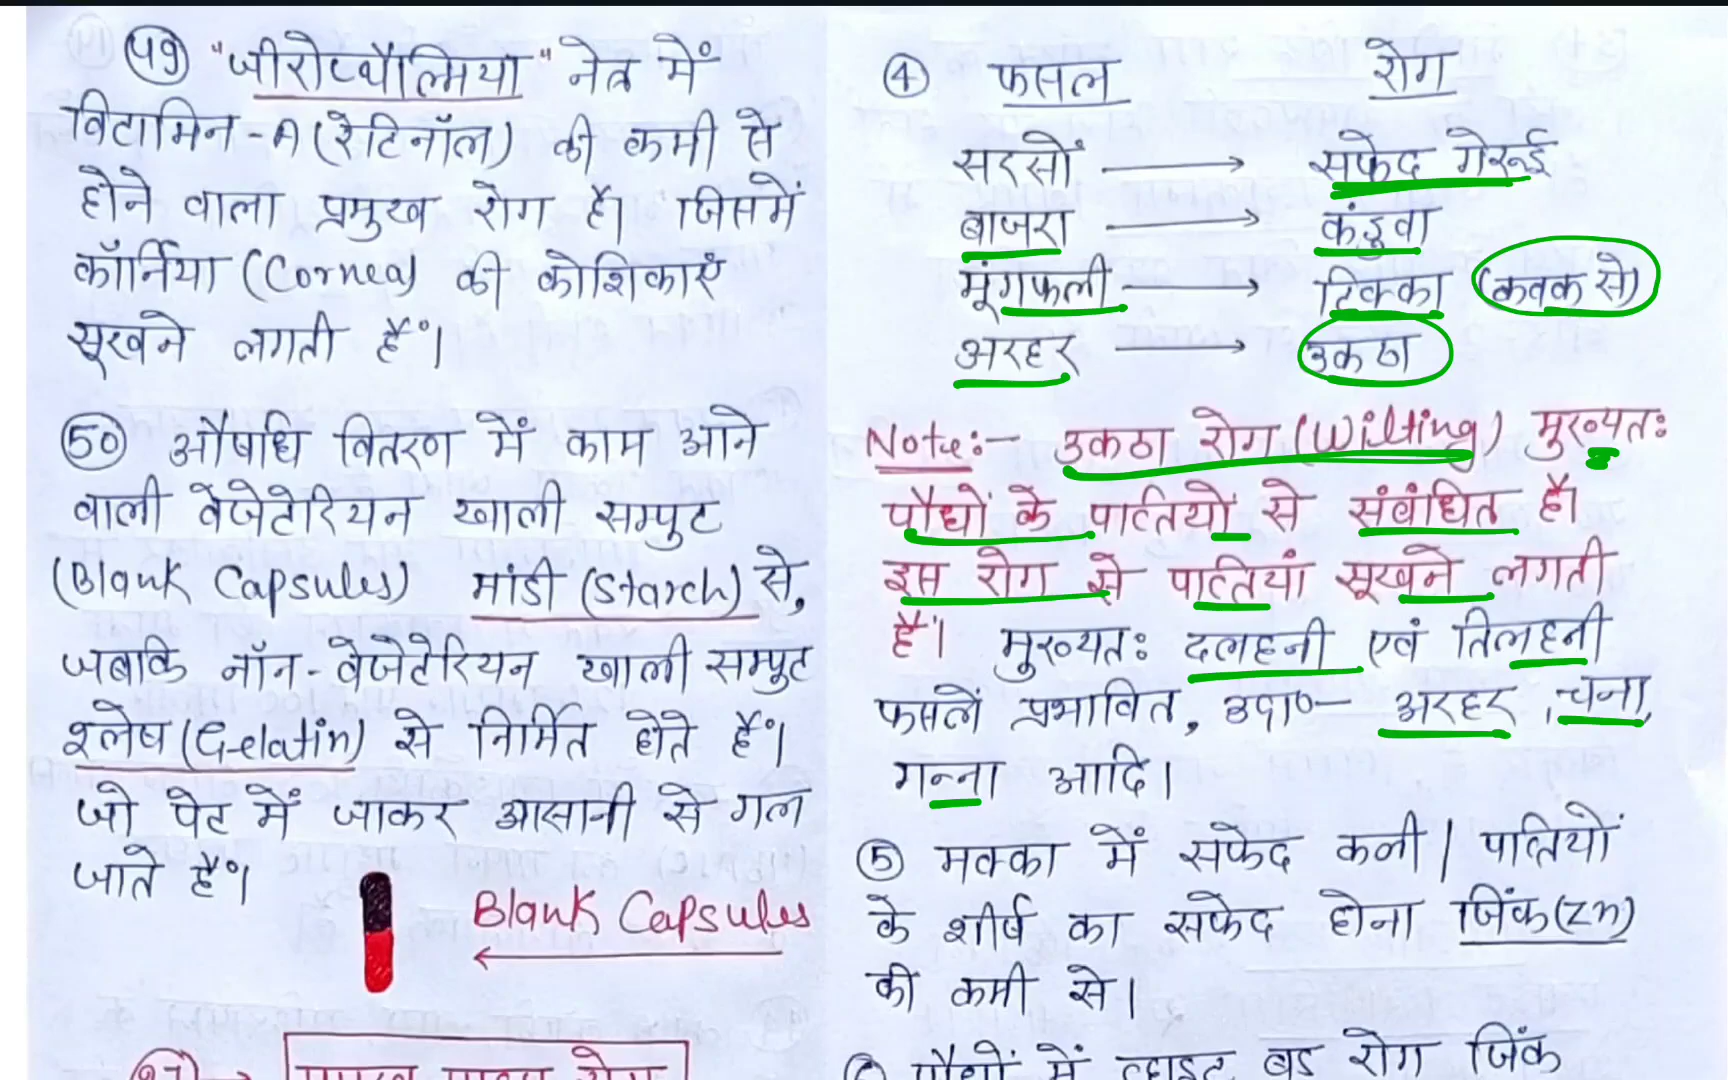 49 "जीरोप्थैल्मिया" नेत्र में
विटामिन-A (रेटिनॉल) की कमी से
होने वाला प्रमुख रोग है। जिसमें
कॉर्निया (Cornea) की कोशिकाएं
सूखने लगती हैं।
50 औषधि वितरण में काम आने
वाली वेजेटेरियन खाली सम्पुट
(Blank Capsules) मांडी (Starch) से,
जबकि नॉन-वेजेटेरियन खाली सम्पुट
श्लेष (Gelatin) से निर्मित होते हैं।
जो पेट में जाकर आसानी से गल
जाते हैं।
Blank Capsules
④ फसल रोग
सरसों → सफेद गेरूई
बाजरा → कंडुवा
मूंगफली → टिक्का (कवक से)
अरहर → उकठा
Note:- उकठा रोग (Wilting) मुख्यतः
पौधों के पत्तियों से संबंधित है।
इस रोग से पत्तियां सूखने लगती
हैं। मुख्यतः दलहनी एवं तिलहनी
फसलें प्रभावित, उदा०- अरहर, चना,
गन्ना आदि।
⑤ मक्का में सफेद कली / पत्तियों
के शीर्ष का सफेद होना जिंक (Zn)
की कमी से।
पौधों में व्हाइट बड रोग जिंक